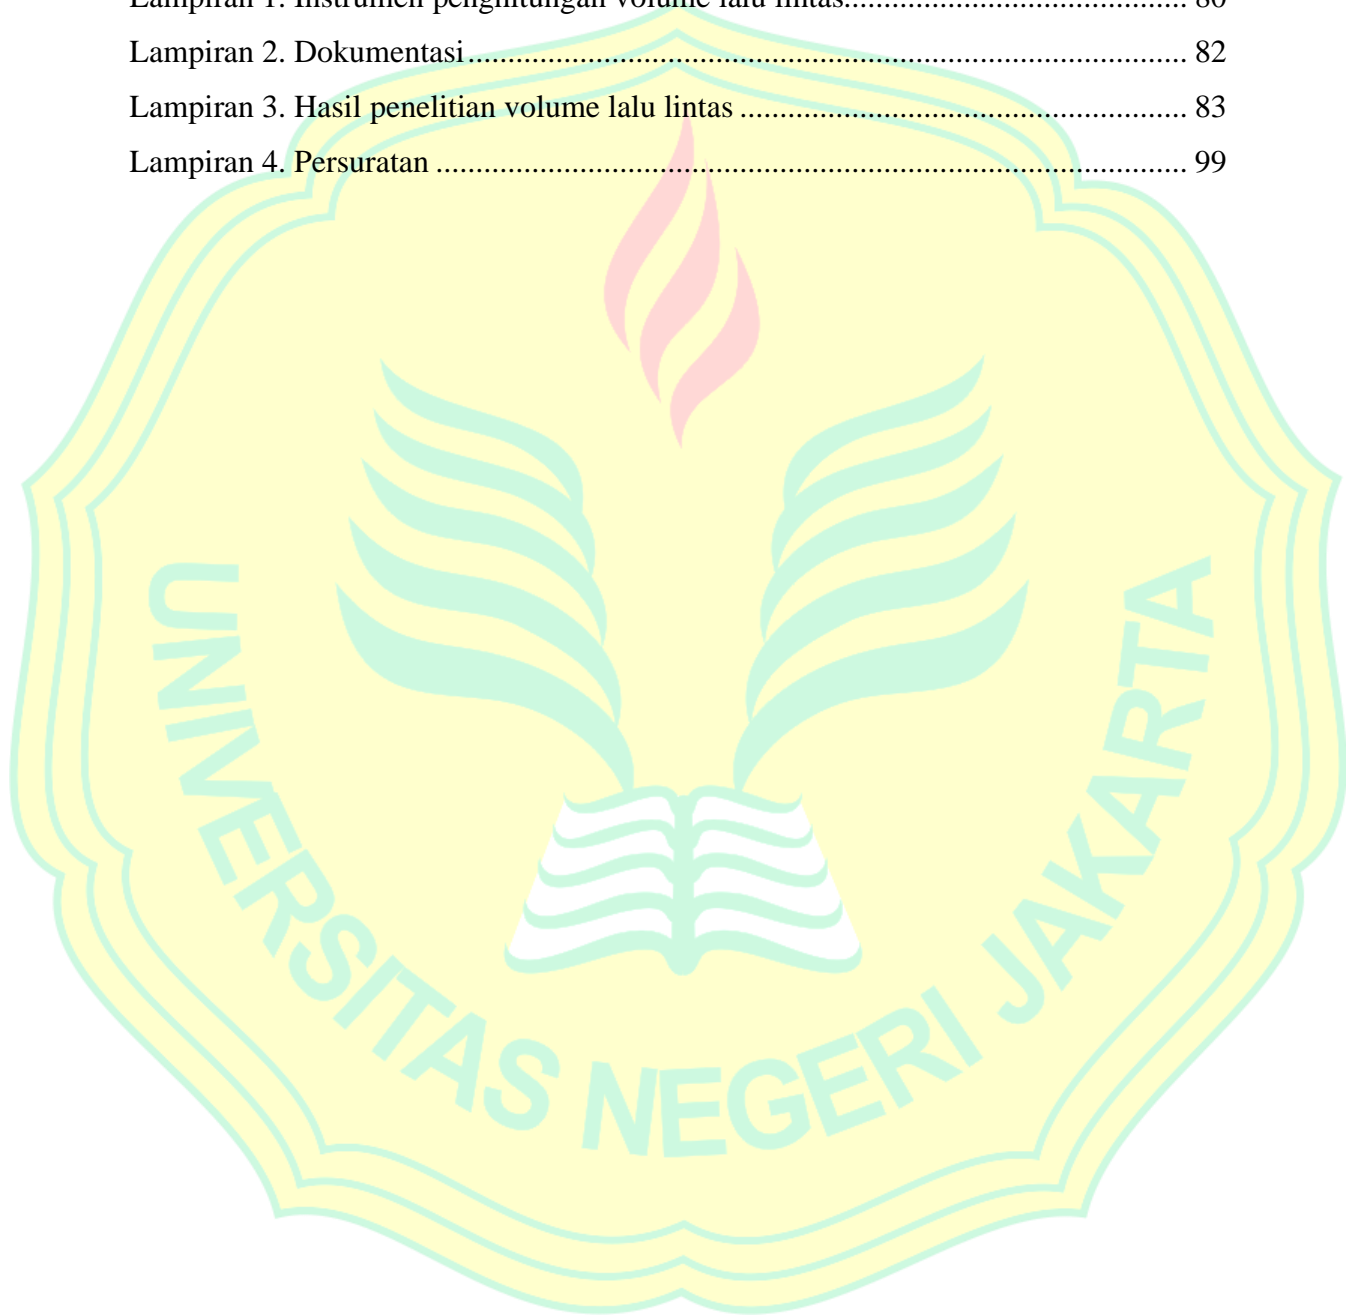 Lampiran 1. Instrumen penghitungan volume lalu lintas.......................................... 80
Lampiran 2. Dokumentasi.......................................................................................... 82
Lampiran 3. Hasil penelitian volume lalu lintas ........................................................ 83
Lampiran 4. Persuratan .............................................................................................. 99
UNIVERSITAS NEGERI JAKARTA